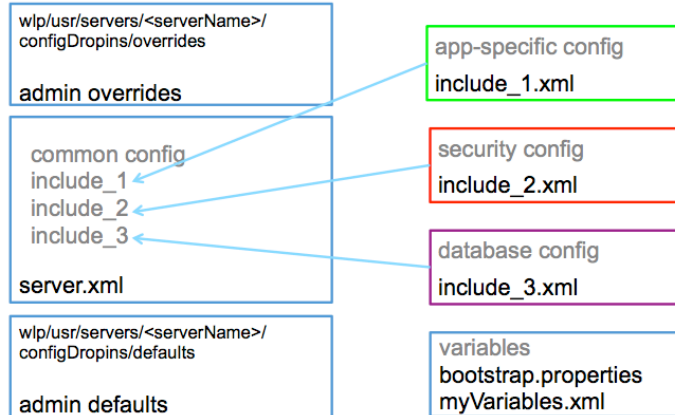 wlp/usr/servers/<serverName>/
configDropins/overrides
admin overrides
common config
include_1
include_2
include_3
server.xml
wlp/usr/servers/<serverName>/
configDropins/defaults
admin defaults
app-specific config
include_1.xml
security config
include_2.xml
database config
include_3.xml
variables
bootstrap.properties
myVariables.xml